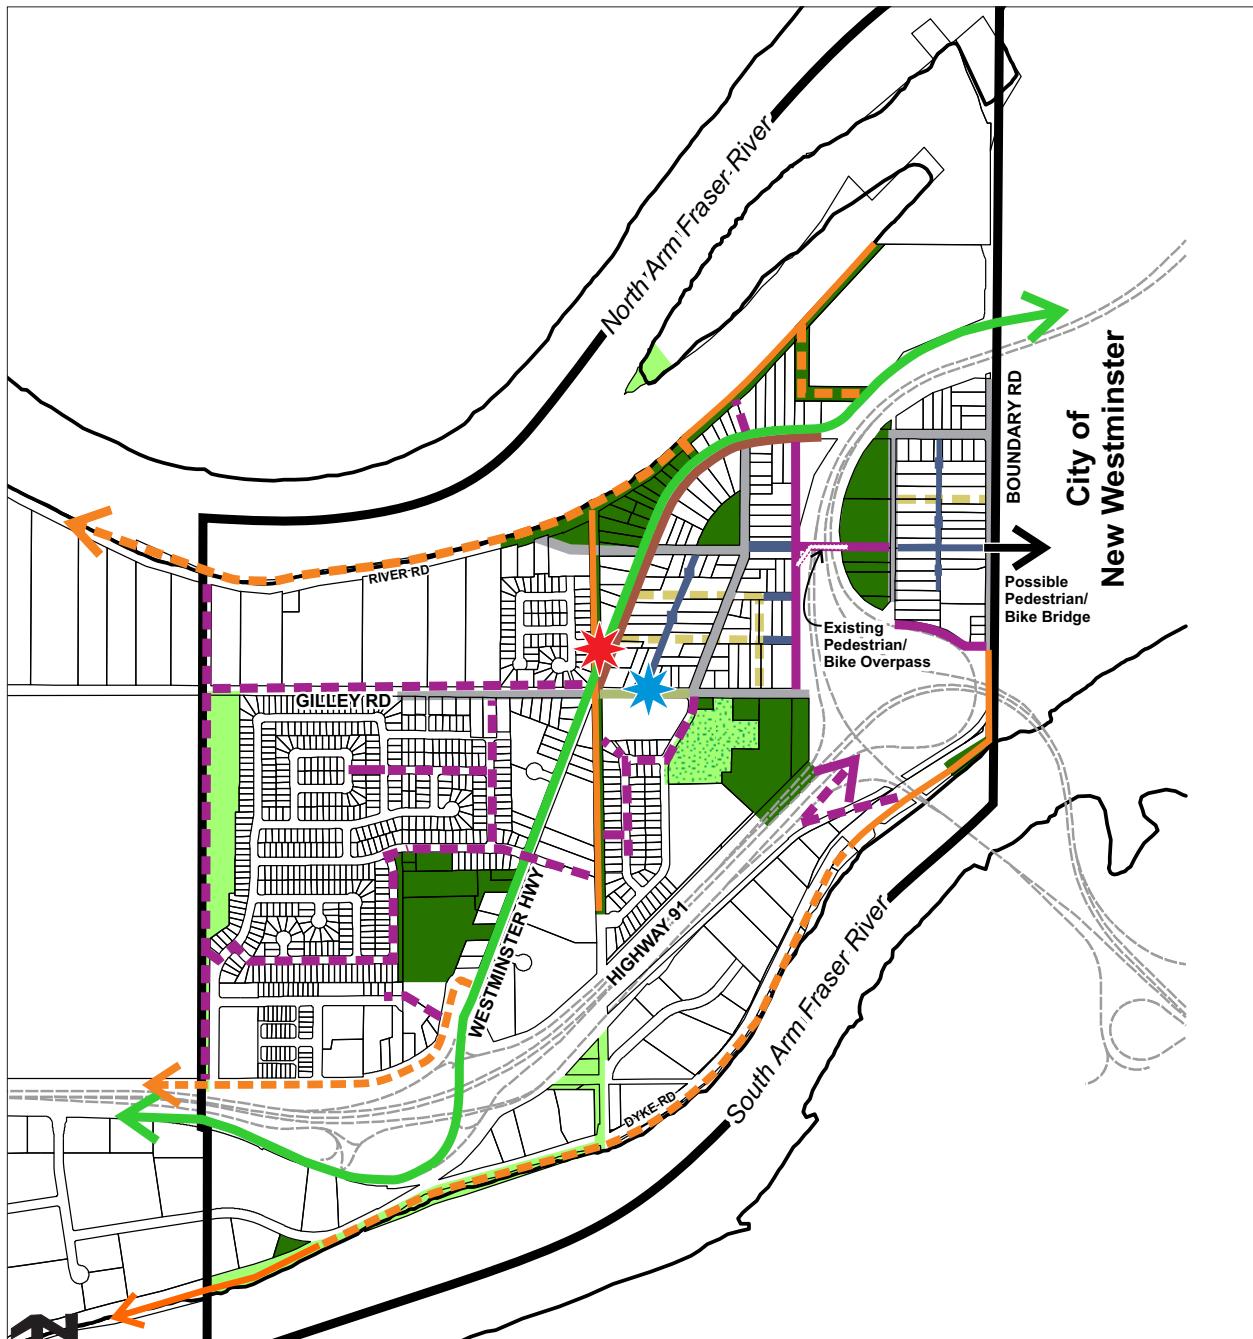 North Arm Fraser River
BOUNDARY RD
City of
New Westminster
Possible
Pedestrian/
Bike Bridge
Existing
Pedestrian/
Bike Overpass
RIVER RD
GILLEY RD
WESTMINSTER HWY
HIGHWAY 91
South Arm Fraser River
DYKE RD